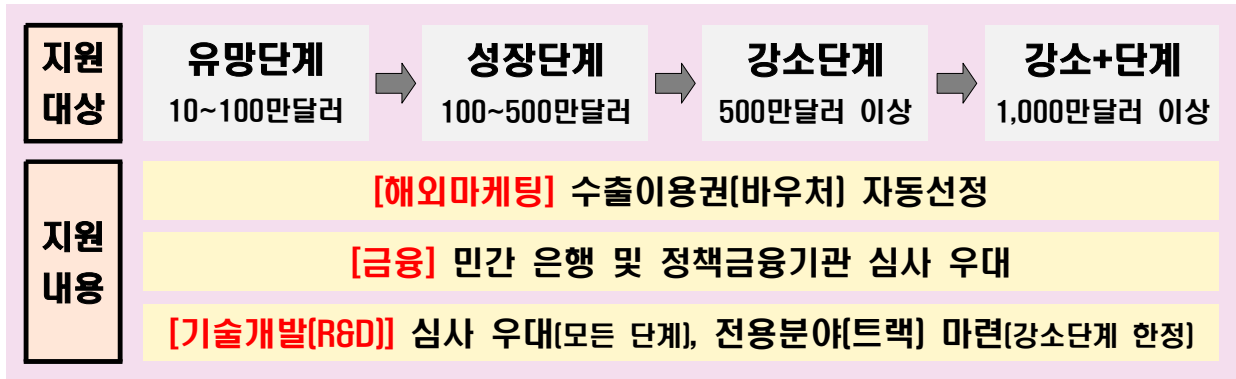 지원
대상
유망단계
10~100만달러
성장단계
100~500만달러
강소단계
500만달러 이상
강소+단계
1,000만달러 이상
지원
내용
[해외마케팅] 수출이용권(바우처) 자동선정
[금융] 민간 은행 및 정책금융기관 심사 우대
[기술개발(R&D)] 심사 우대(모든 단계), 전용분야(트랙) 마련(강소단계 한정)